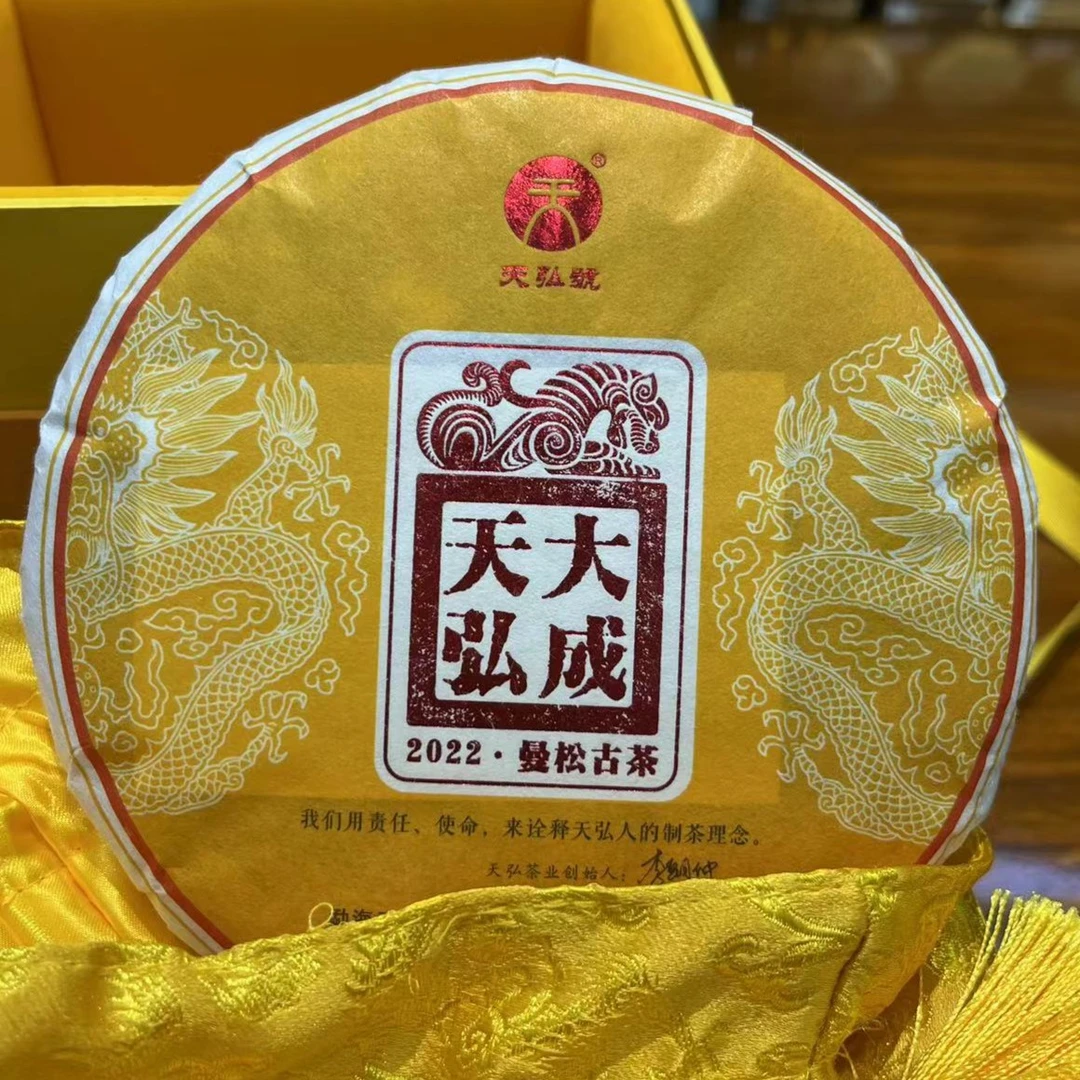 天®
天弘號
大成
天弘
2022·曼松古茶
我们用责任、使命，来诠释天弘人的制茶理念。
天弘茶业创始人：
勐海